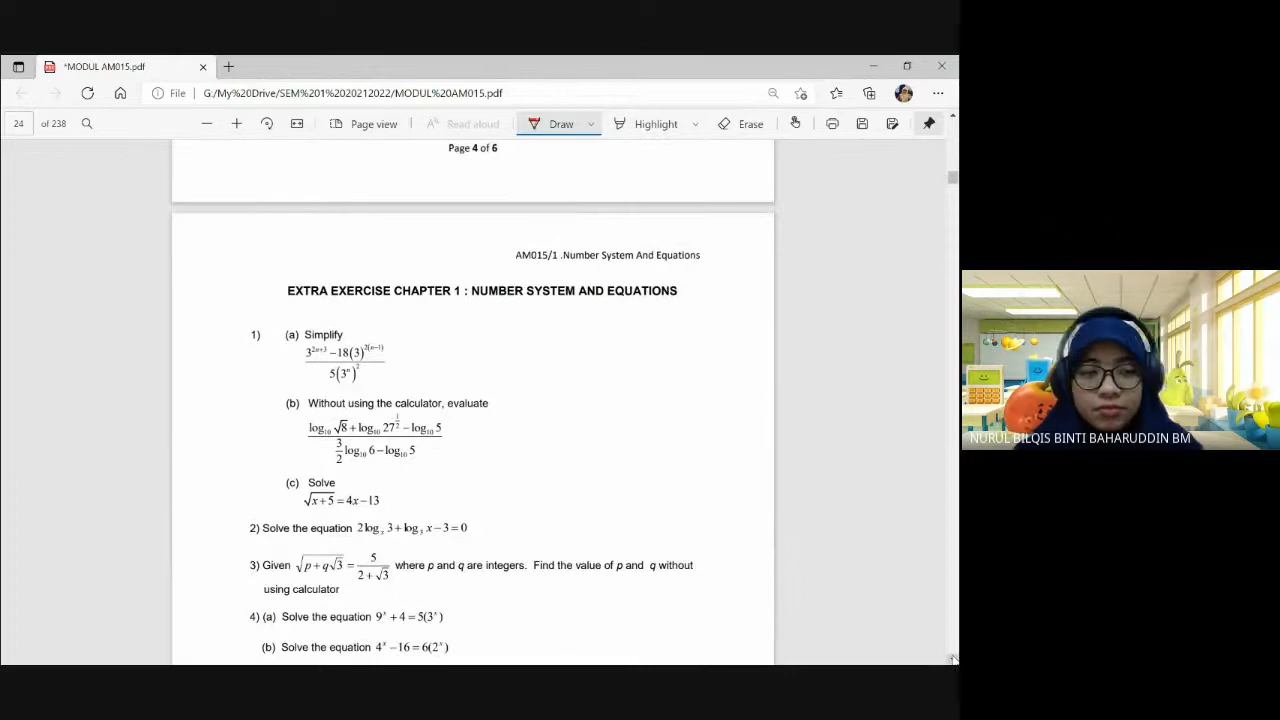 *MODUL AM015.pdf
File G:/My%20Drive/SEM%201%2020212022/MODUL%20AM015.pdf
24 of 238 Page view Read aloud Draw Highlight Erase
Page 4 of 6
AM015/1 .Number System And Equations
EXTRA EXERCISE CHAPTER 1 : NUMBER SYSTEM AND EQUATIONS
1) (a) Simplify
3^{2n+3} − 18(3)^{2(n−1)}
5(3^n)^2
(b) Without using the calculator, evaluate
log₁₀ √8 + log₁₀ 27^{1/2} − log₁₀ 5
3/2 log₁₀ 6 − log₁₀ 5
(c) Solve
√(x+5) = 4x − 13
2) Solve the equation 2 log_x 3 + log_3 x − 3 = 0
3) Given √(p + q√3) = 5/(2 + √3) where p and q are integers. Find the value of p and q without
using calculator
4) (a) Solve the equation 9^x + 4 = 5(3^x)
(b) Solve the equation 4^x − 16 = 6(2^x)
NURUL BILQIS BINTI BAHARUDDIN BM